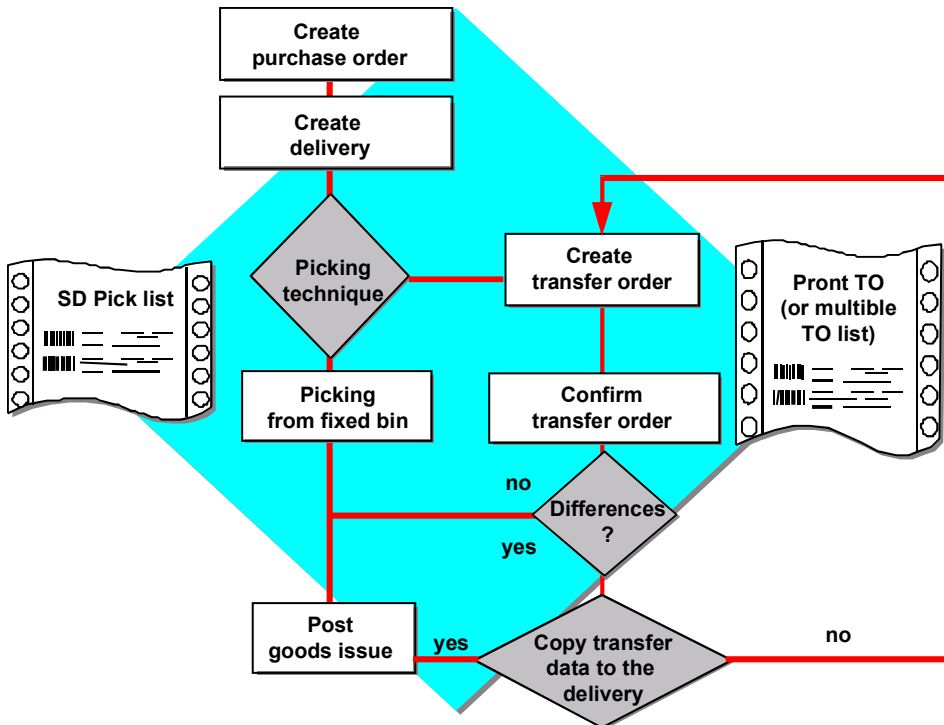 Create
purchase order
Create
delivery
Picking
technique
Create
transfer order
SD Pick list
Pront TO
(or multible
TO list)
Picking
from fixed bin
Confirm
transfer order
no
Differences
?
yes
Post
goods issue
yes
Copy transfer
data to the
delivery
no